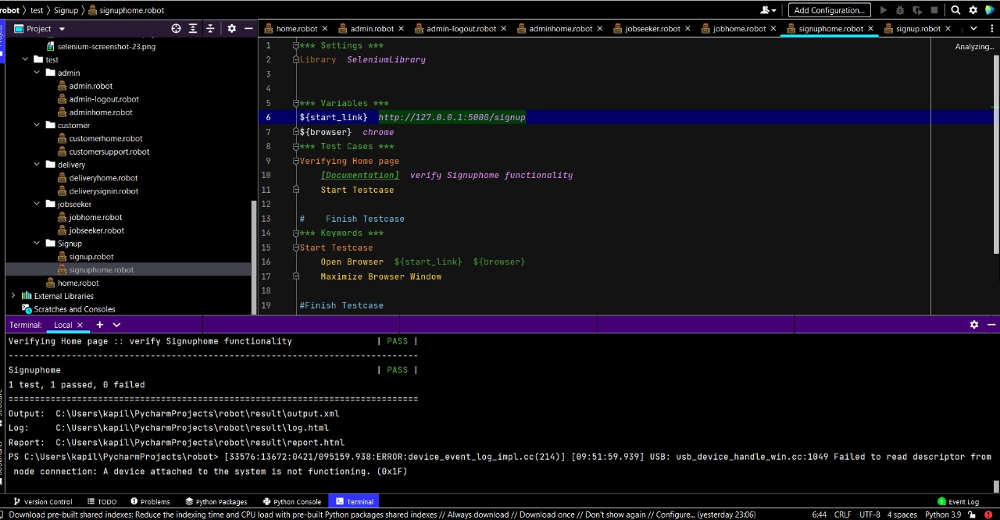 robot > test > Signup > signuphome.robot
Add Configuration...
Project
selenium-screenshot-23.png
test
admin
admin.robot
admin-logout.robot
adminhome.robot
customer
customerhome.robot
customersupport.robot
delivery
deliveryhome.robot
deliverysignin.robot
jobseeker
jobhome.robot
jobseeker.robot
Signup
signup.robot
signuphome.robot
home.robot
External Libraries
Scratches and Consoles
home.robot admin.robot admin-logout.robot adminhome.robot jobseeker.robot jobhome.robot signuphome.robot signup.robot
Analyzing...
1 *** Settings ***
2 Library  SeleniumLibrary
3
4
5 *** Variables ***
6 ${start_link}  http://127.0.0.1:5000/signup
7 ${browser}  chrome
8 *** Test Cases ***
9 Verifying Home page
10     [Documentation]  verify Signuphome functionality
11     Start Testcase
12
13 #    Finish Testcase
14 *** Keywords ***
15 Start Testcase
16     Open Browser  ${start_link}  ${browser}
17     Maximize Browser Window
18
19 #Finish Testcase
Terminal: Local
Verifying Home page :: verify Signuphome functionality | PASS |
------------------------------------------------------------------------------
Signuphome | PASS |
1 test, 1 passed, 0 failed
==============================================================================
Output:  C:\Users\kapil\PycharmProjects\robot\result\output.xml
Log:     C:\Users\kapil\PycharmProjects\robot\result\log.html
Report:  C:\Users\kapil\PycharmProjects\robot\result\report.html
PS C:\Users\kapil\PycharmProjects\robot> [33576:13672:0421/095159.938:ERROR:device_event_log_impl.cc(214)] [09:51:59.939] USB: usb_device_handle_win.cc:1049 Failed to read descriptor from
node connection: A device attached to the system is not functioning. (0x1F)
Version Control TODO Problems Python Packages Python Console Terminal 1 Event Log
Download pre-built shared indexes: Reduce the indexing time and CPU load with pre-built Python packages shared indexes // Always download // Download once // Don't show again // Configure... (yesterday 23:06) 6:44 CRLF UTF-8 4 spaces Python 3.9